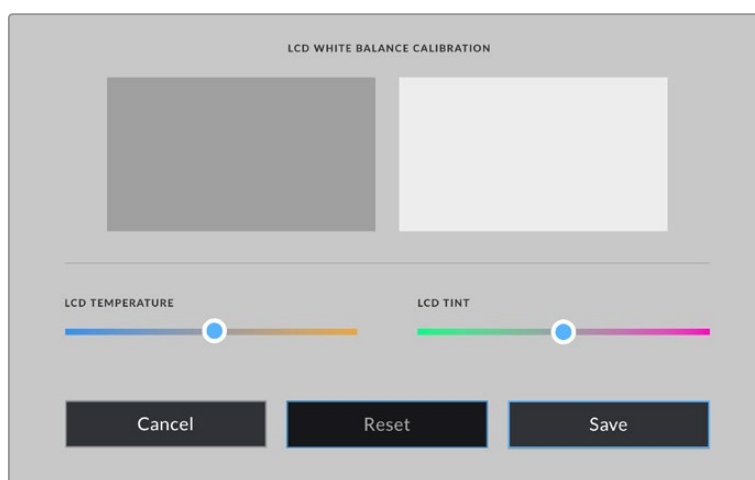 LCD WHITE BALANCE CALIBRATION
LCD TEMPERATURE
LCD TINT
Cancel
Reset
Save